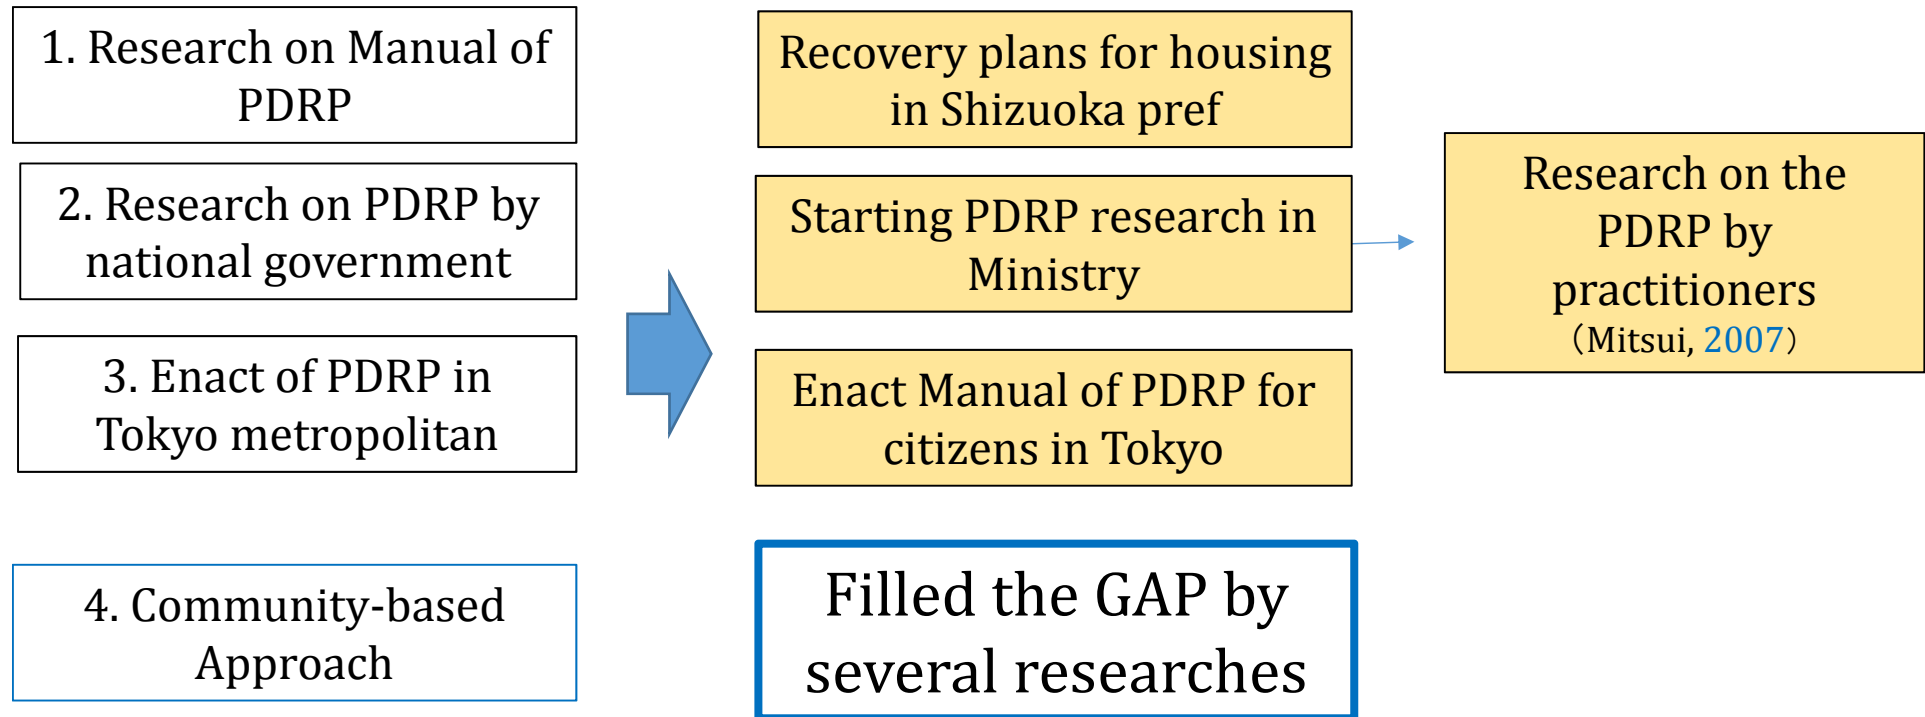 1. Research on Manual of
PDRP
2. Research on PDRP by
national government
3. Enact of PDRP in
Tokyo metropolitan
4. Community-based
Approach
Recovery plans for housing
in Shizuoka pref
Starting PDRP research in
Ministry
Enact Manual of PDRP for
citizens in Tokyo
Filled the GAP by
several researches
Research on the
PDRP by
practitioners
（Mitsui, 2007）